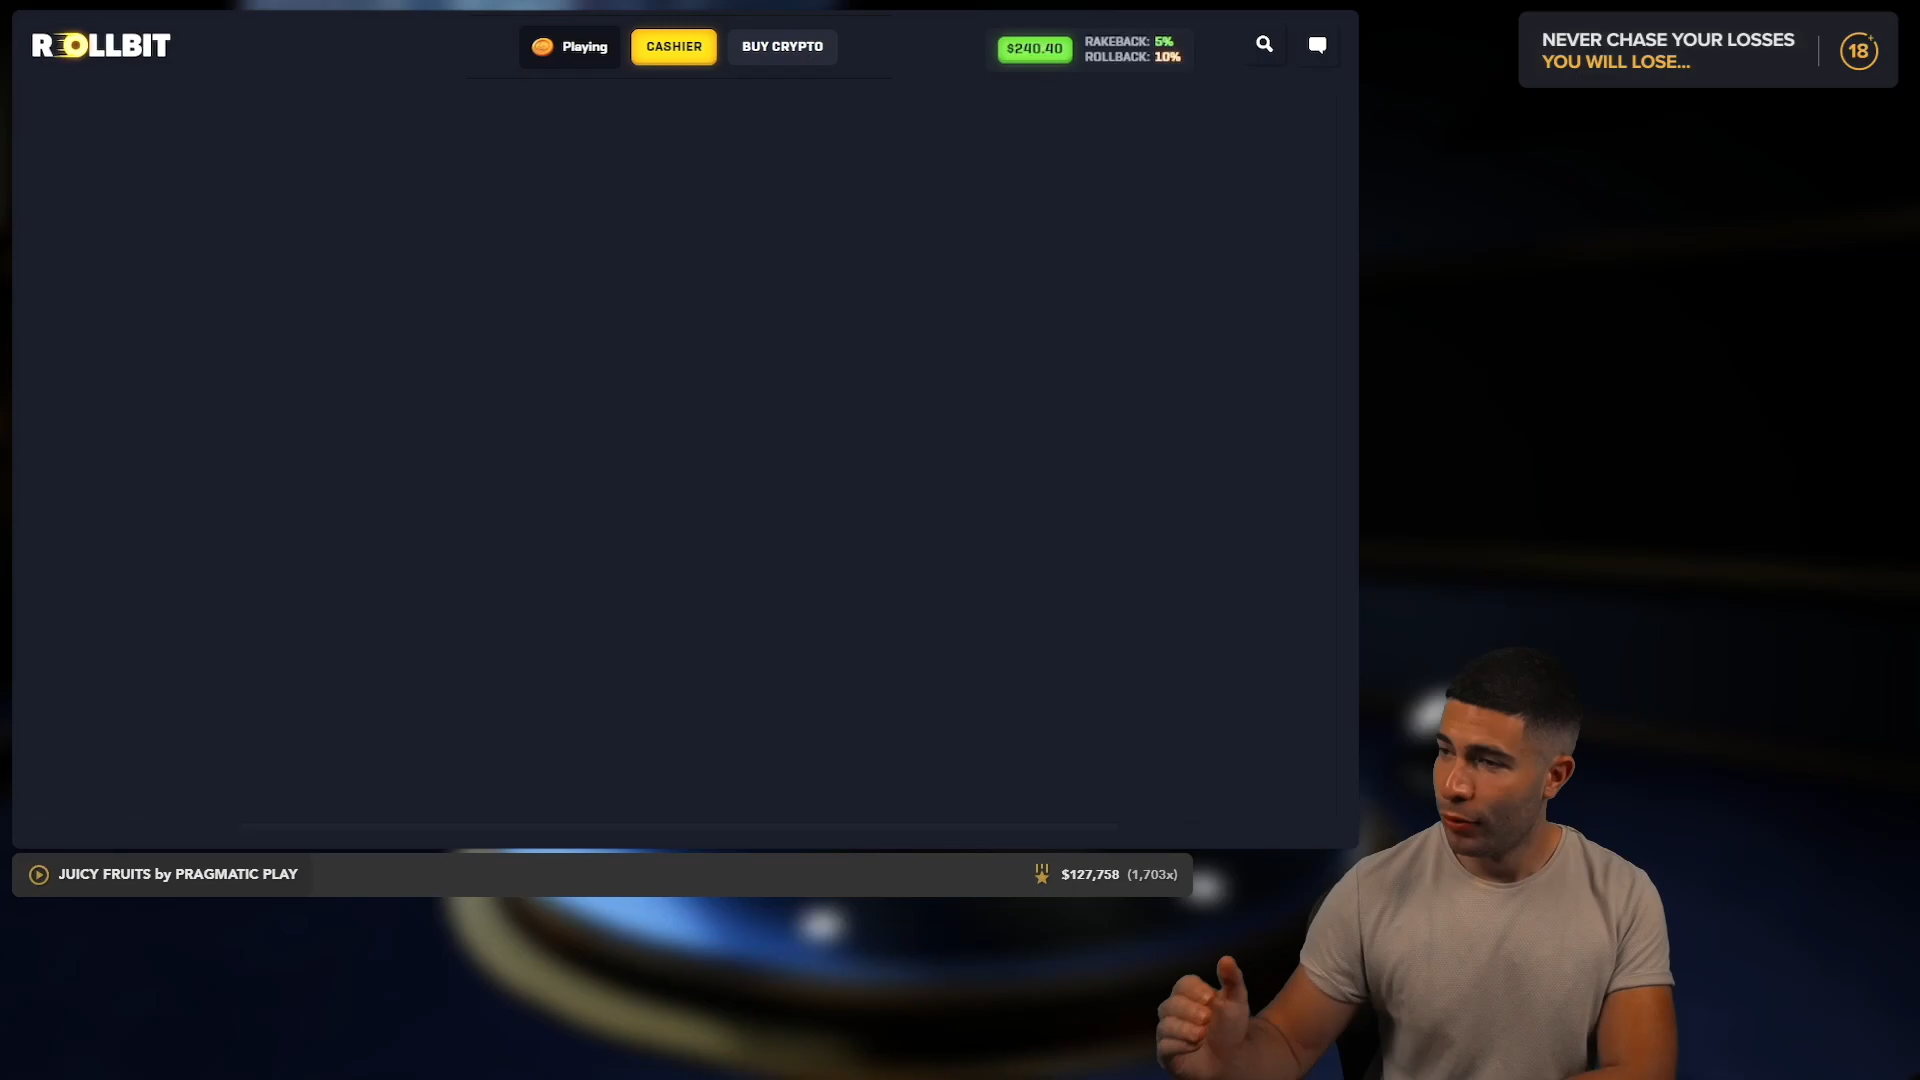 ROLLBIT
Playing
CASHIER
BUY CRYPTO
$240.40
RAKEBACK: 5%
ROLLBACK: 10%
NEVER CHASE YOUR LOSSES
YOU WILL LOSE...
18+
JUICY FRUITS by PRAGMATIC PLAY
$127,758 (1,703x)